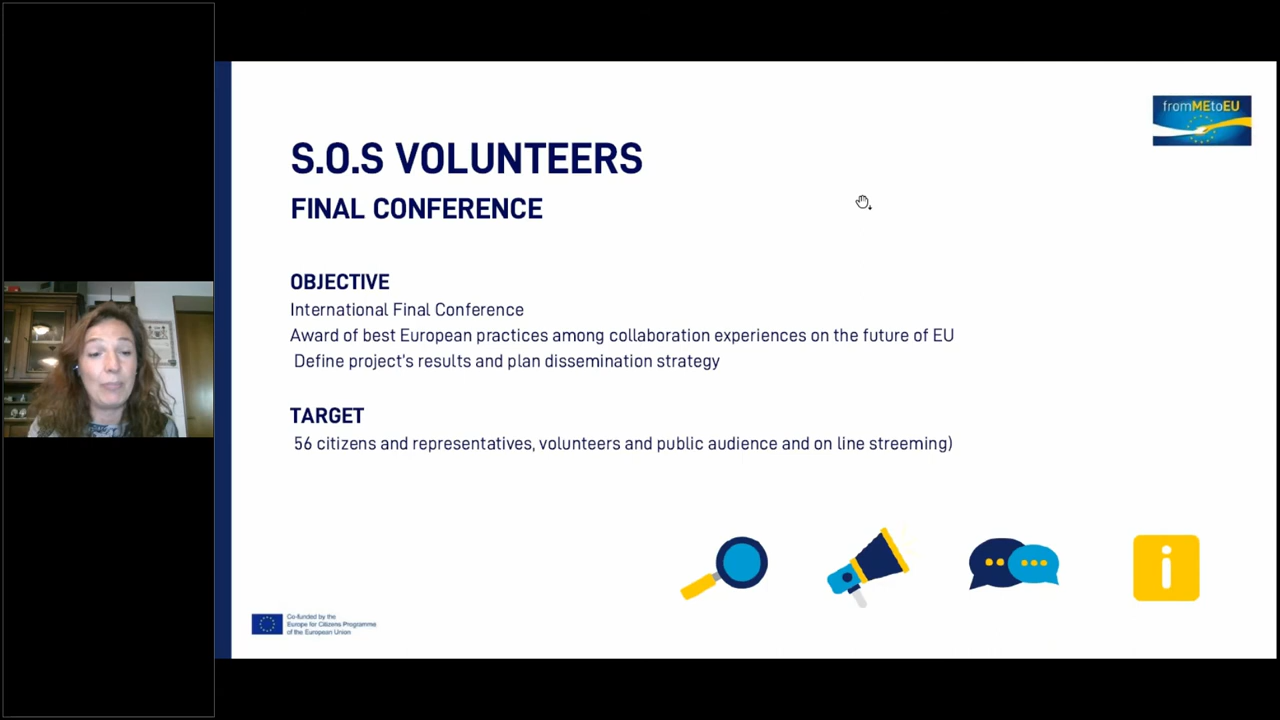 fromMEtoEU
S.O.S VOLUNTEERS
FINAL CONFERENCE
OBJECTIVE
International Final Conference
Award of best European practices among collaboration experiences on the future of EU
Define project's results and plan dissemination strategy
TARGET
56 citizens and representatives, volunteers and public audience and on line streeming)
i
Co-funded by the
Europe for Citizens Programme
of the European Union